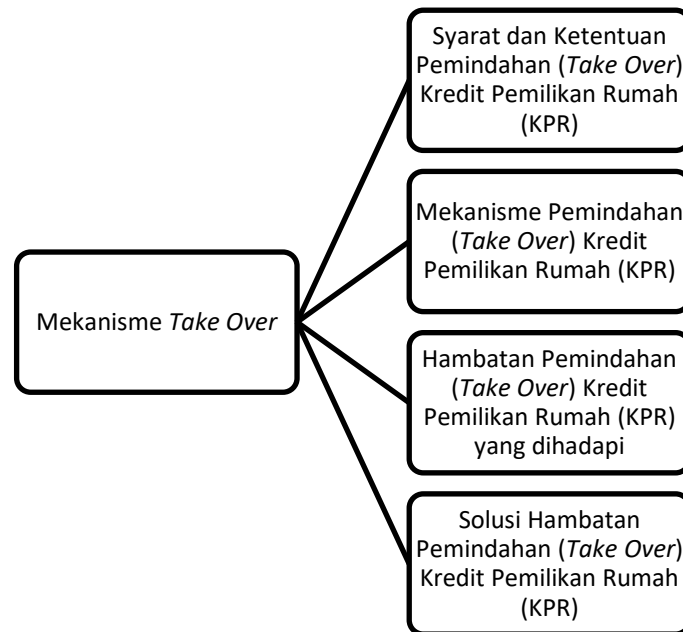 Syarat dan Ketentuan
Pemindahan (Take Over)
Kredit Pemilikan Rumah
(KPR)
Mekanisme Pemindahan
(Take Over) Kredit
Pemilikan Rumah (KPR)
Mekanisme Take Over
Hambatan Pemindahan
(Take Over) Kredit
Pemilikan Rumah (KPR)
yang dihadapi
Solusi Hambatan
Pemindahan (Take Over)
Kredit Pemilikan Rumah
(KPR)